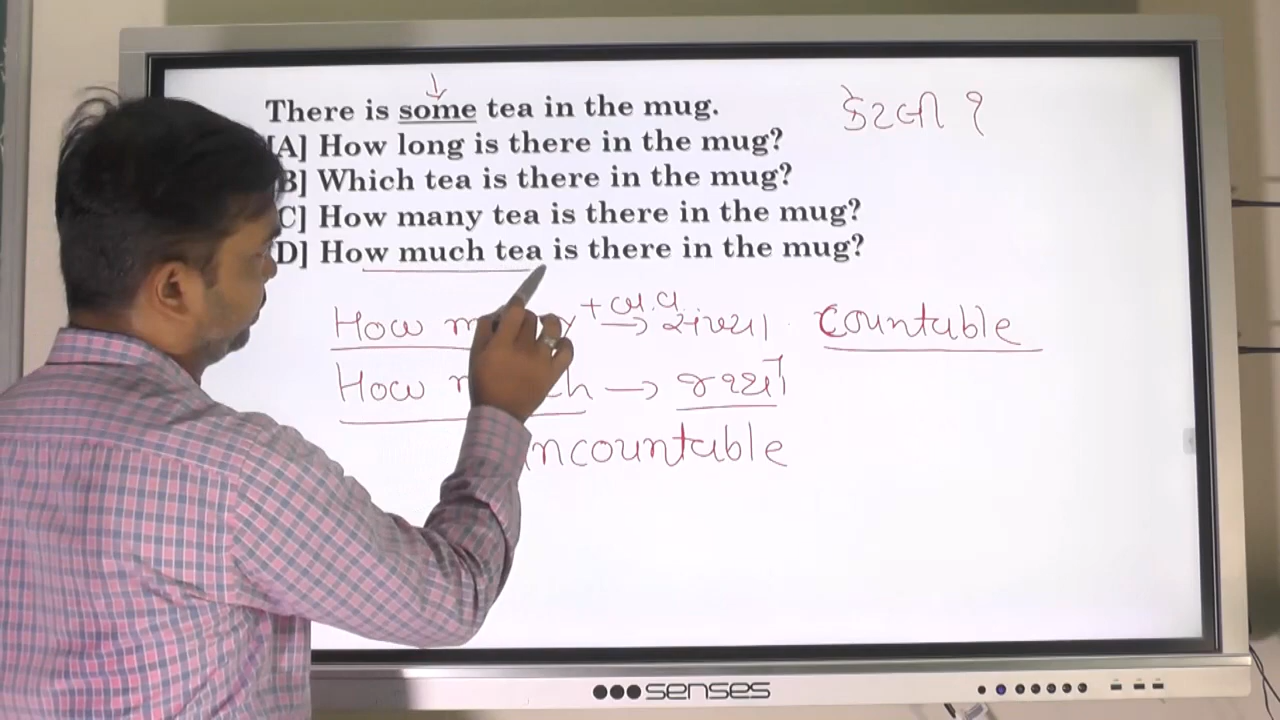 There is some tea in the mug.
A] How long is there in the mug?
B] Which tea is there in the mug?
C] How many tea is there in the mug?
D] How much tea is there in the mug?
કેટલી ?
How + બ.વ. → સંખ્યા. Countable
How → જથ્થો
uncountable
senses